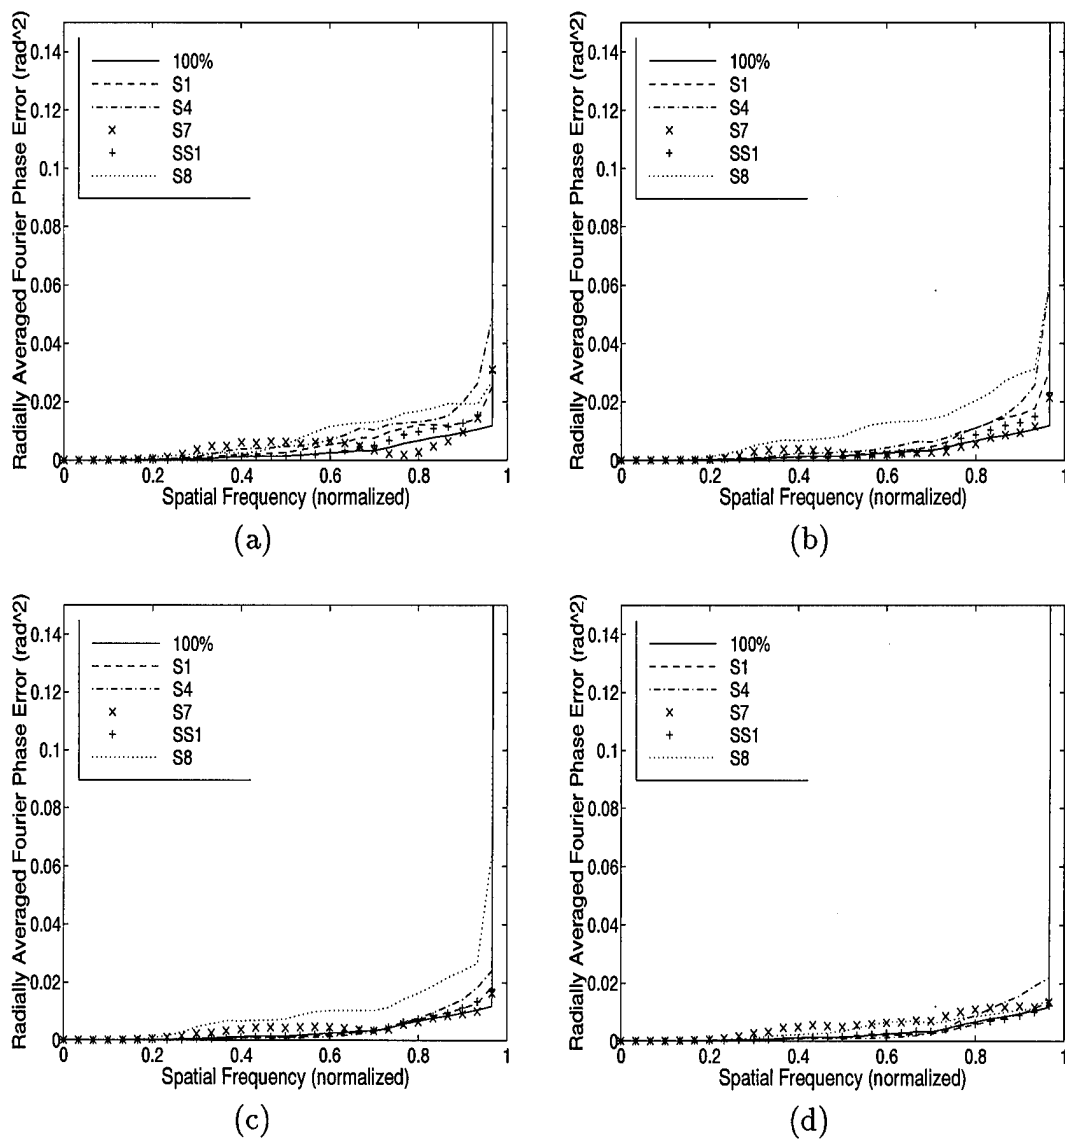 Radially Averaged Fourier Phase Error (rad^2)
0.14
0.12
0.1
0.08
0.06
0.04
0.02
0
100%
S1
S4
S7
SS1
S8
0 0.2 0.4 0.6 0.8 1
Spatial Frequency (normalized)
(a)
Radially Averaged Fourier Phase Error (rad^2)
0.14
0.12
0.1
0.08
0.06
0.04
0.02
0
100%
S1
S4
S7
SS1
S8
0 0.2 0.4 0.6 0.8 1
Spatial Frequency (normalized)
(b)
Radially Averaged Fourier Phase Error (rad^2)
0.14
0.12
0.1
0.08
0.06
0.04
0.02
0
100%
S1
S4
S7
SS1
S8
0 0.2 0.4 0.6 0.8 1
Spatial Frequency (normalized)
(c)
Radially Averaged Fourier Phase Error (rad^2)
0.14
0.12
0.1
0.08
0.06
0.04
0.02
0
100%
S1
S4
S7
SS1
S8
0 0.2 0.4 0.6 0.8 1
Spatial Frequency (normalized)
(d)